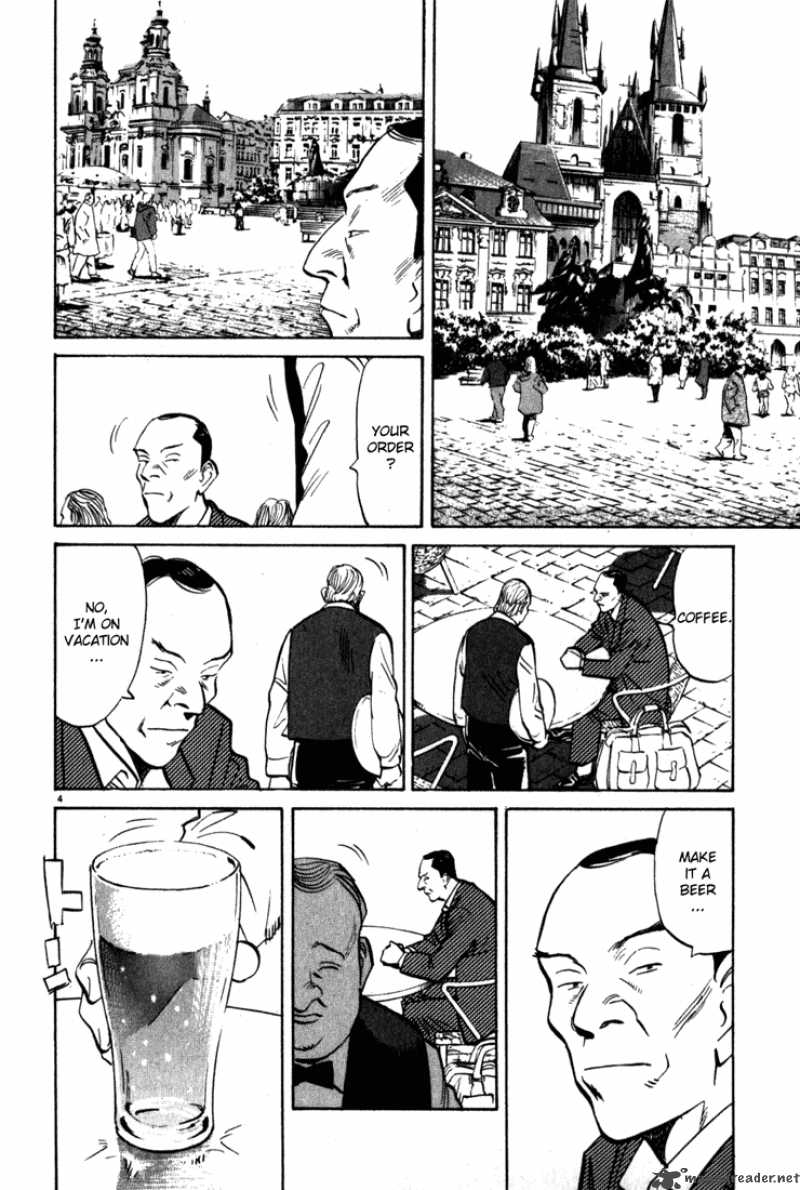 YOUR
ORDER
?
COFFEE.
NO,
I'M ON
VACATION
...
4
MAKE
IT A
BEER
...